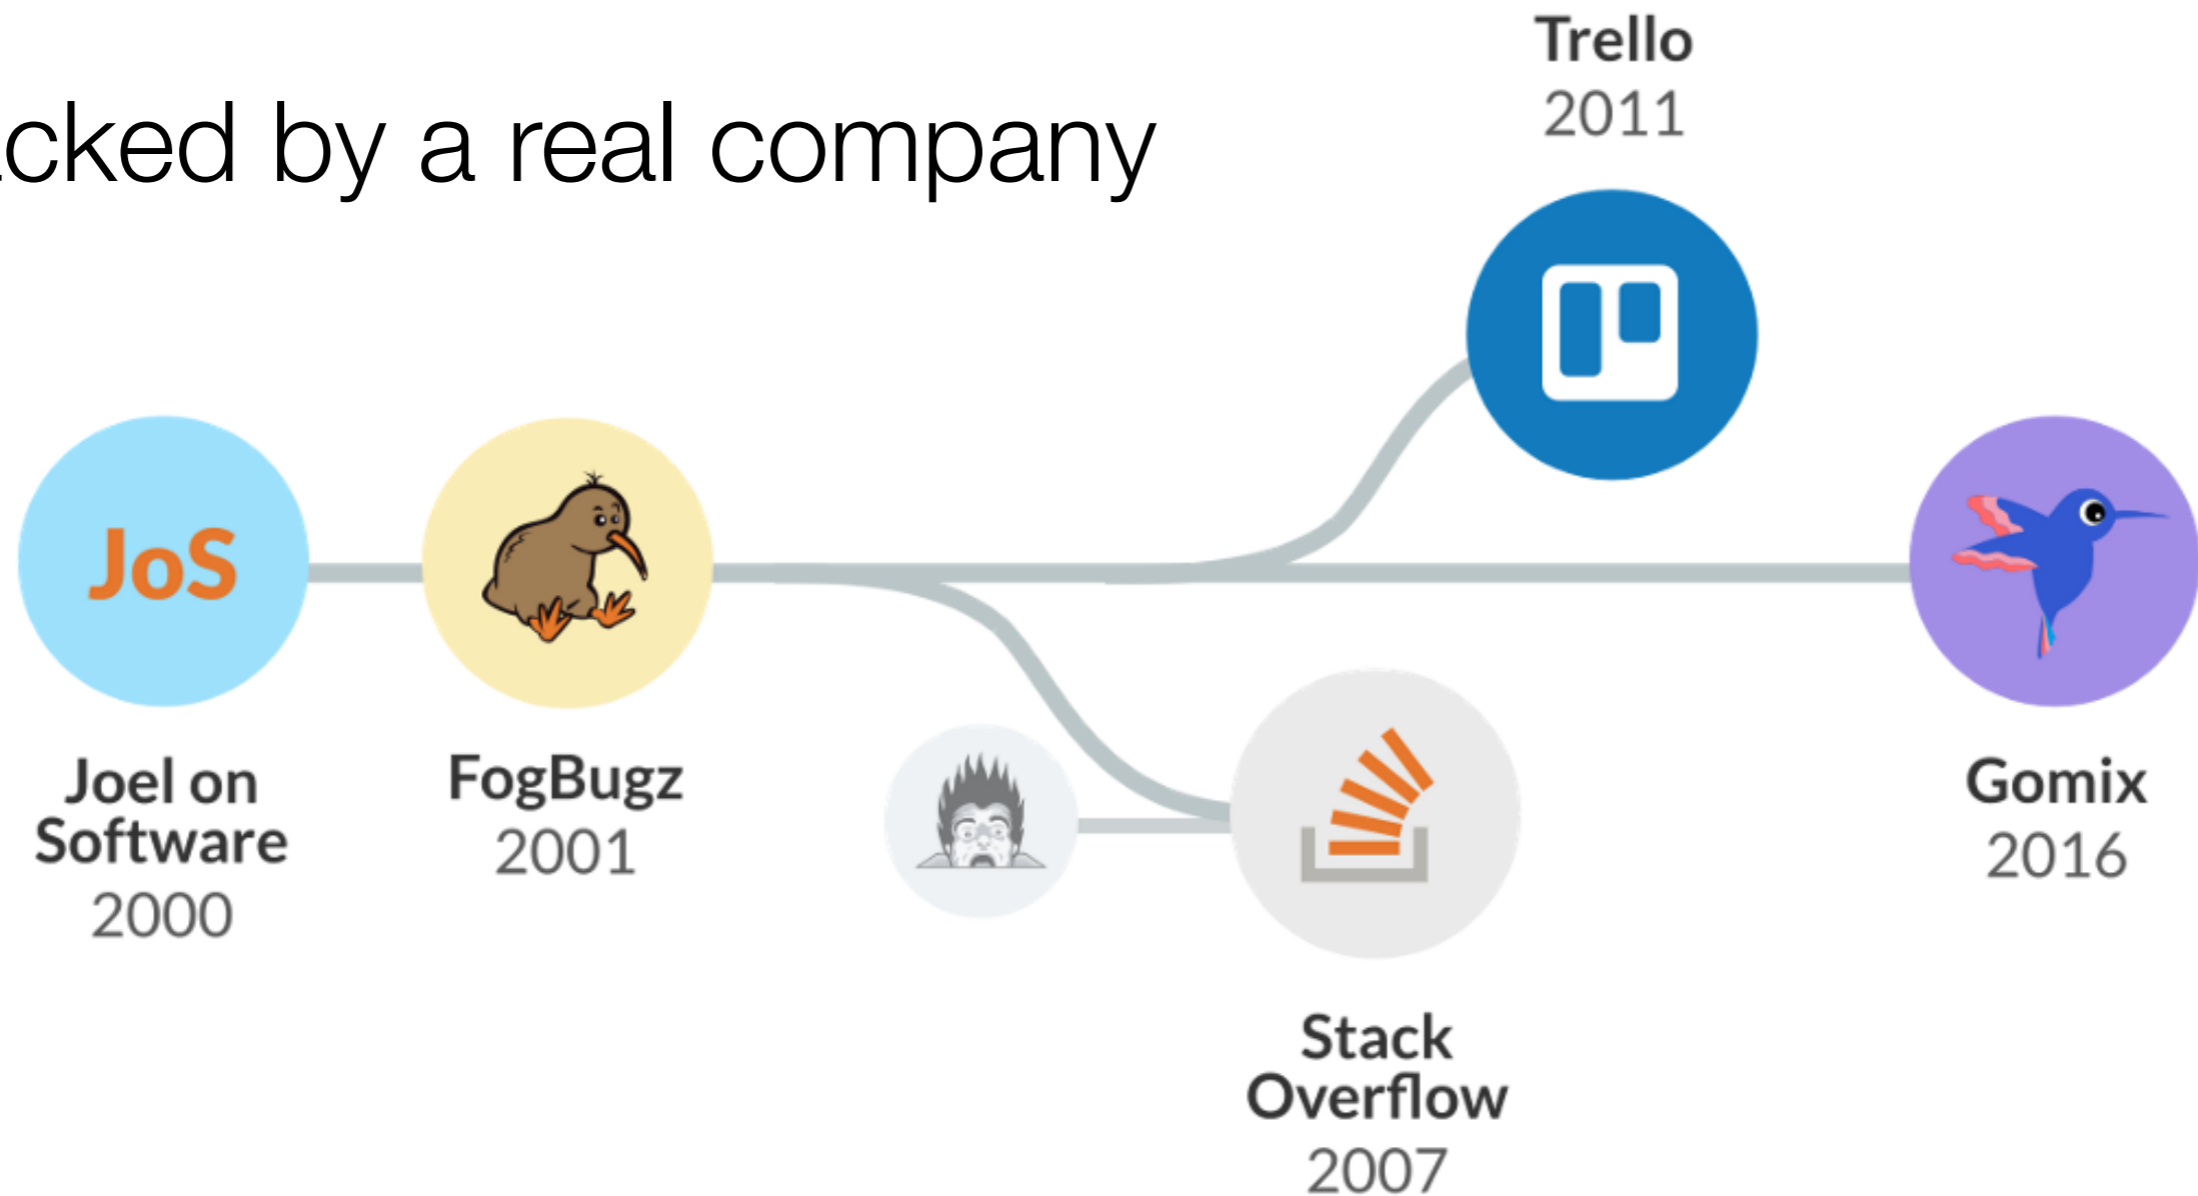 cked by a real company
Trello
2011
JoS
Joel on
Software
2000
FogBugz
2001
Stack
Overflow
2007
Gomix
2016